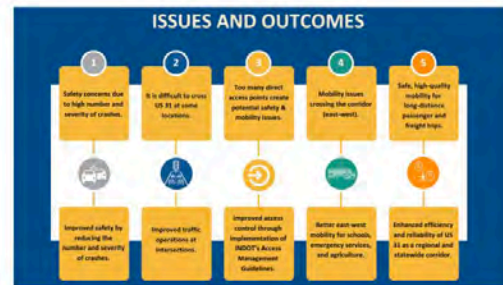 ISSUES AND OUTCOMES
1
Safety concerns due
to high number and
severity of crashes.
Improved safety by
reducing the
number and severity
of crashes.
2
It is difficult to cross
US 31 at some
locations.
Improved traffic
operations at
intersections.
3
Too many direct
access points create
potential safety &
mobility issues.
Improved access
control through
implementation of
INDOT's Access
Management
Guidelines.
4
Mobility issues
crossing the corridor
(east-west).
Better east-west
mobility for schools,
emergency services,
and agriculture.
5
Safe, high-quality
mobility for
long-distance
passenger and
freight trips.
Enhanced efficiency
and reliability of US
31 as a regional and
statewide corridor.